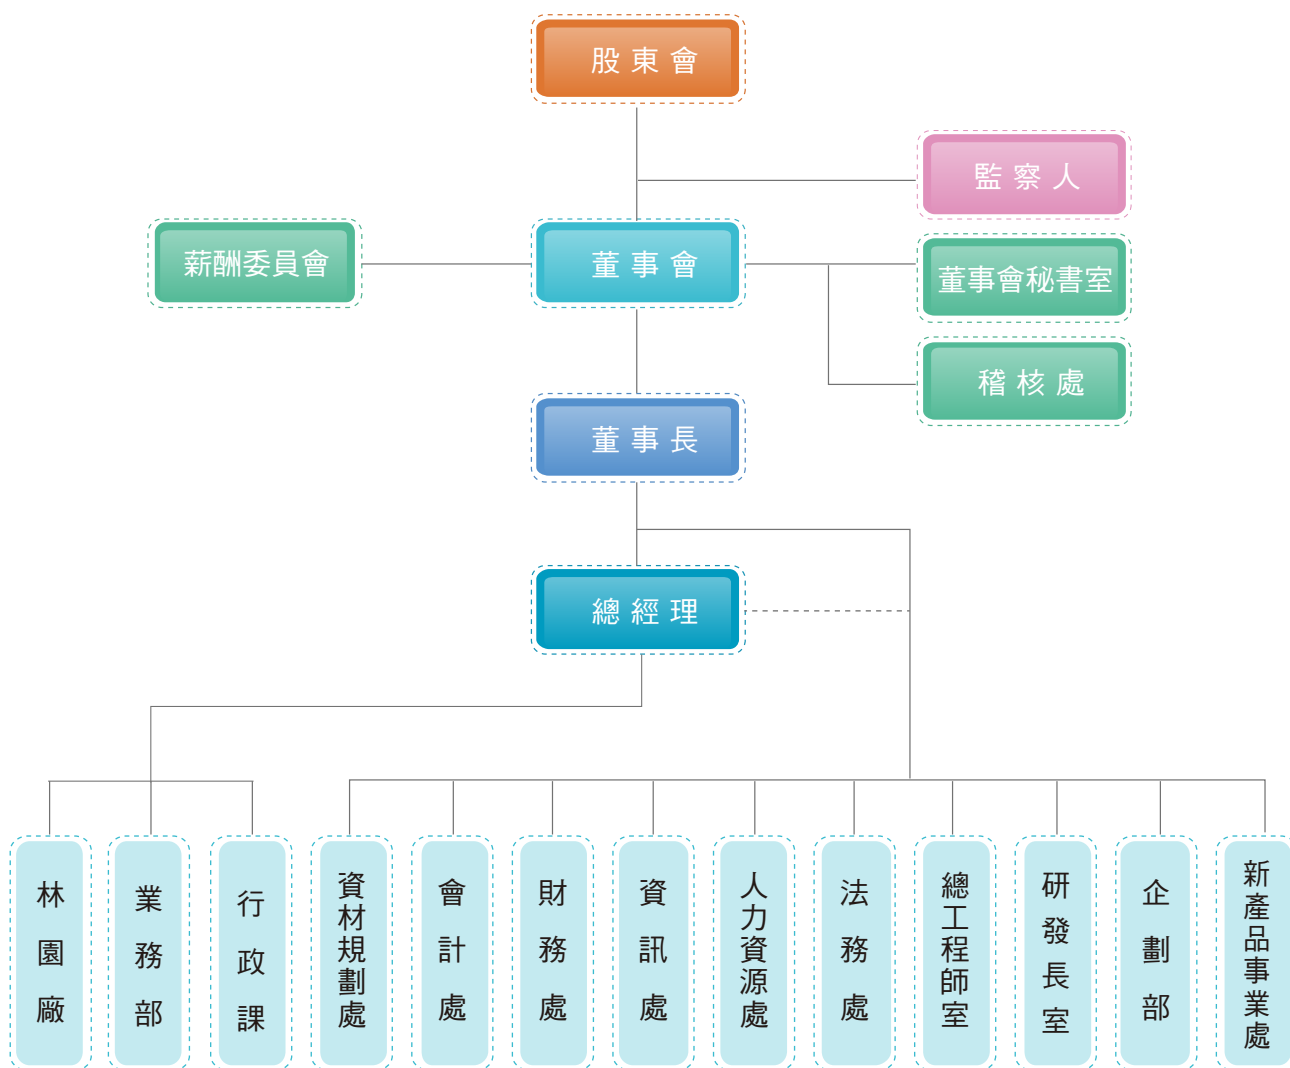 股東會
監察人
薪酬委員會
董事會
董事會秘書室
稽核處
董事長
總經理
林園廠
業務部
行政課
資材規劃處
會計處
財務處
資訊處
人力資源處
法務處
總工程師室
研發長室
企劃部
新產品事業處